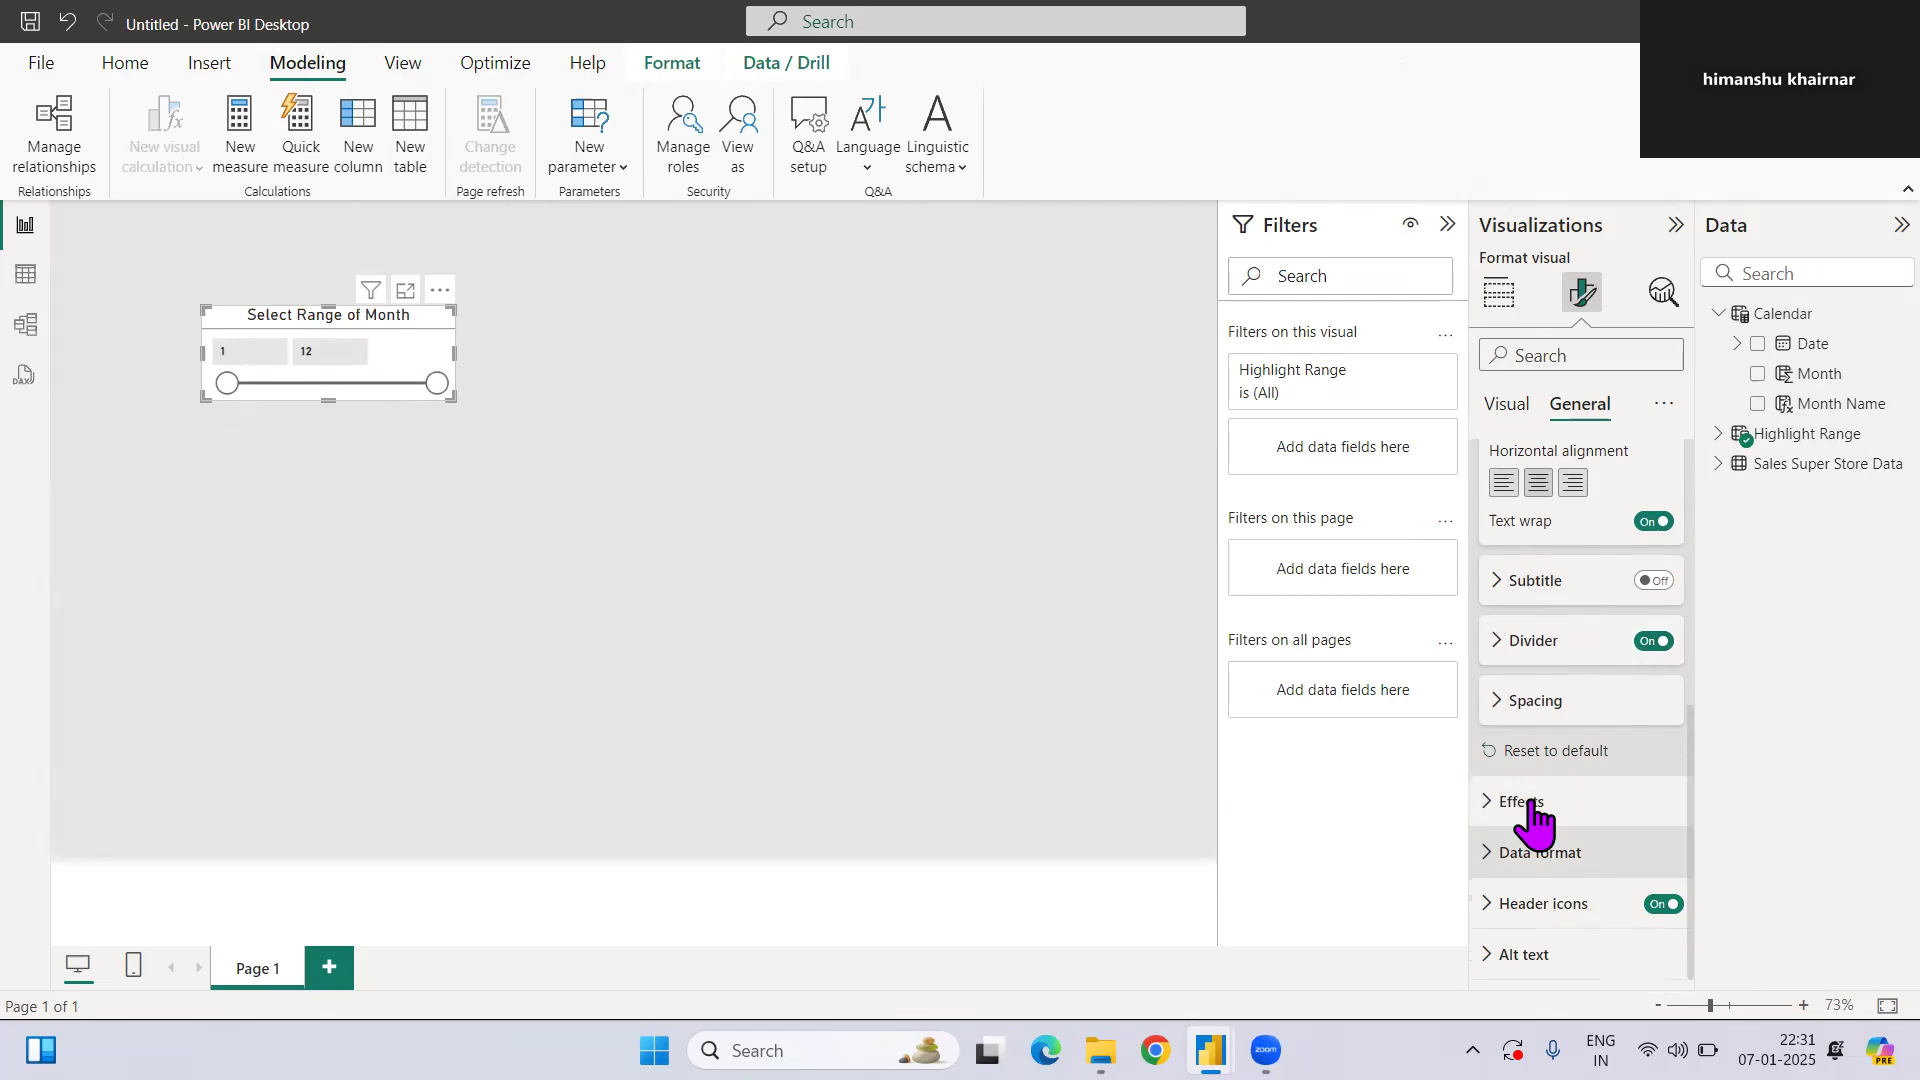 Untitled - Power BI Desktop
Search
himanshu khairnar
File
Home
Insert
Modeling
View
Optimize
Help
Format
Data / Drill
Manage
relationships
Relationships
New visual
calculation
New
measure
Quick
measure
New
column
New
table
Calculations
Change
detection
Page refresh
New
parameter
Parameters
Manage
roles
View
as
Security
Q&A
setup
Language
Linguistic
schema
Q&A
DAX
Select Range of Month
1
12
Filters
Search
Filters on this visual
...
Highlight Range
is (All)
Add data fields here
Filters on this page
...
Add data fields here
Filters on all pages
...
Add data fields here
Visualizations
Format visual
Search
Visual
General
...
Horizontal alignment
Text wrap
On
Subtitle
Off
Divider
On
Spacing
Reset to default
Effects
Data format
Header icons
On
Alt text
Data
Search
Calendar
Date
Month
Month Name
Highlight Range
Sales Super Store Data
Page 1
+
Page 1 of 1
-
+
73%
Search
zoom
ENG
IN
22:31
07-01-2025
PRE